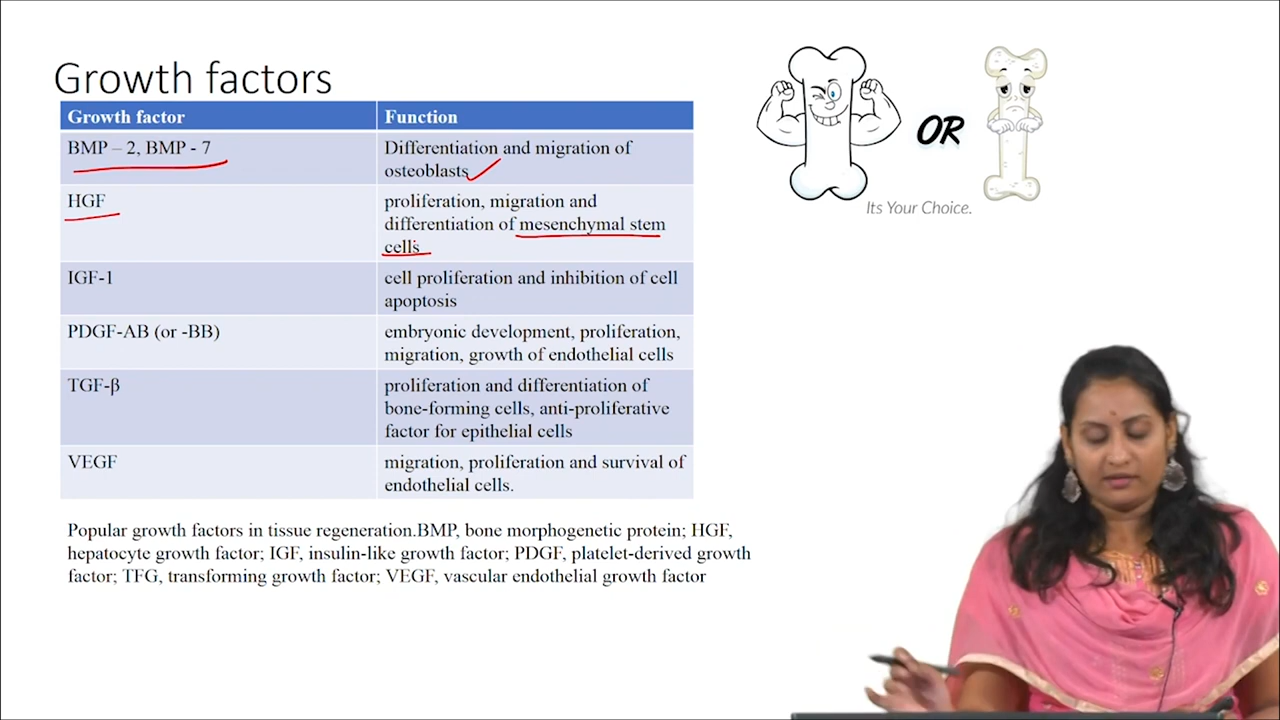 Growth factors
Growth factor
Function
BMP – 2, BMP - 7
Differentiation and migration of
osteoblasts
HGF
proliferation, migration and
differentiation of mesenchymal stem
cells
IGF-1
cell proliferation and inhibition of cell
apoptosis
PDGF-AB (or -BB)
embryonic development, proliferation,
migration, growth of endothelial cells
TGF-β
proliferation and differentiation of
bone-forming cells, anti-proliferative
factor for epithelial cells
VEGF
migration, proliferation and survival of
endothelial cells.
Popular growth factors in tissue regeneration.BMP, bone morphogenetic protein; HGF,
hepatocyte growth factor; IGF, insulin-like growth factor; PDGF, platelet-derived growth
factor; TFG, transforming growth factor; VEGF, vascular endothelial growth factor
OR
Its Your Choice.